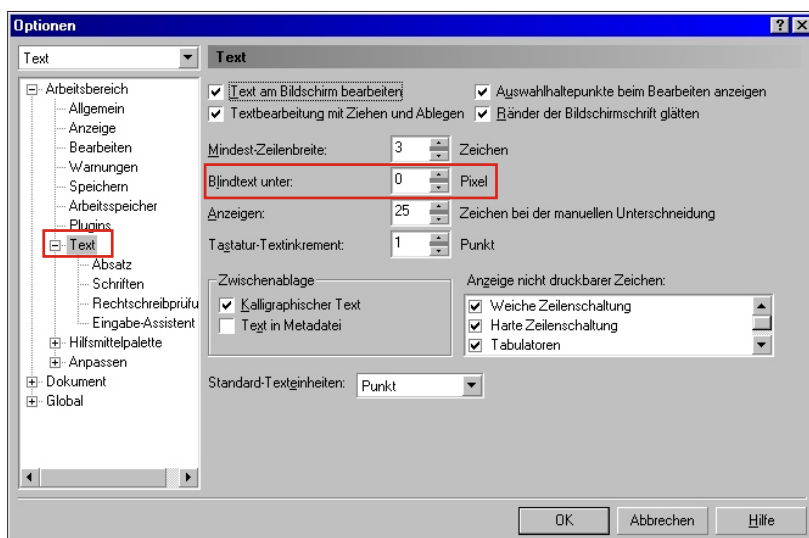 Optionen
Text
Text
Arbeitsbereich
Allgemein
Anzeige
Bearbeiten
Warnungen
Speichern
Arbeitsspeicher
Plugins
Text
Absatz
Schriften
Rechtschreibprüfu
Eingabe-Assistent
Hilfsmittelpalette
Anpassen
Dokument
Global
Text am Bildschirm bearbeiten
Auswahlhaltepunkte beim Bearbeiten anzeigen
Textbearbeitung mit Ziehen und Ablegen
Ränder der Bildschirmschrift glätten
Mindest-Zeilenbreite: 3 Zeichen
Blindtext unter: 0 Pixel
Anzeigen: 25 Zeichen bei der manuellen Unterschneidung
Tastatur-Textinkrement: 1 Punkt
Zwischenablage
Kalligraphischer Text
Text in Metadatei
Anzeige nicht druckbarer Zeichen:
Weiche Zeilenschaltung
Harte Zeilenschaltung
Tabulatoren
Standard-Texteinheiten: Punkt
OK
Abbrechen
Hilfe